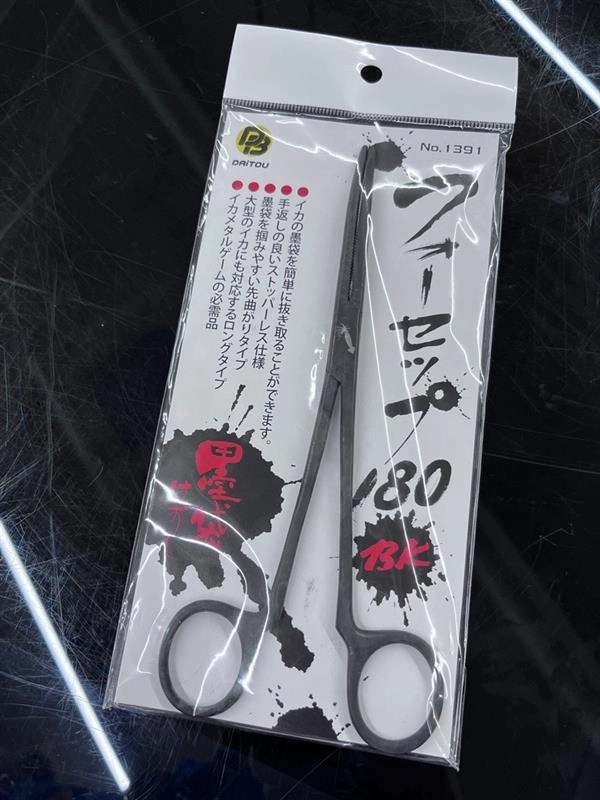 DB
DAITOU
No.1391
フォーセップ
180
BK
イカの墨袋を簡単に抜き取ることができます。
手返しの良いストッパーレス仕様
墨袋を掴みやすい先曲がりタイプ
大型のイカにも対応するロングタイプ
イカメタルゲームの必需品
墨袋